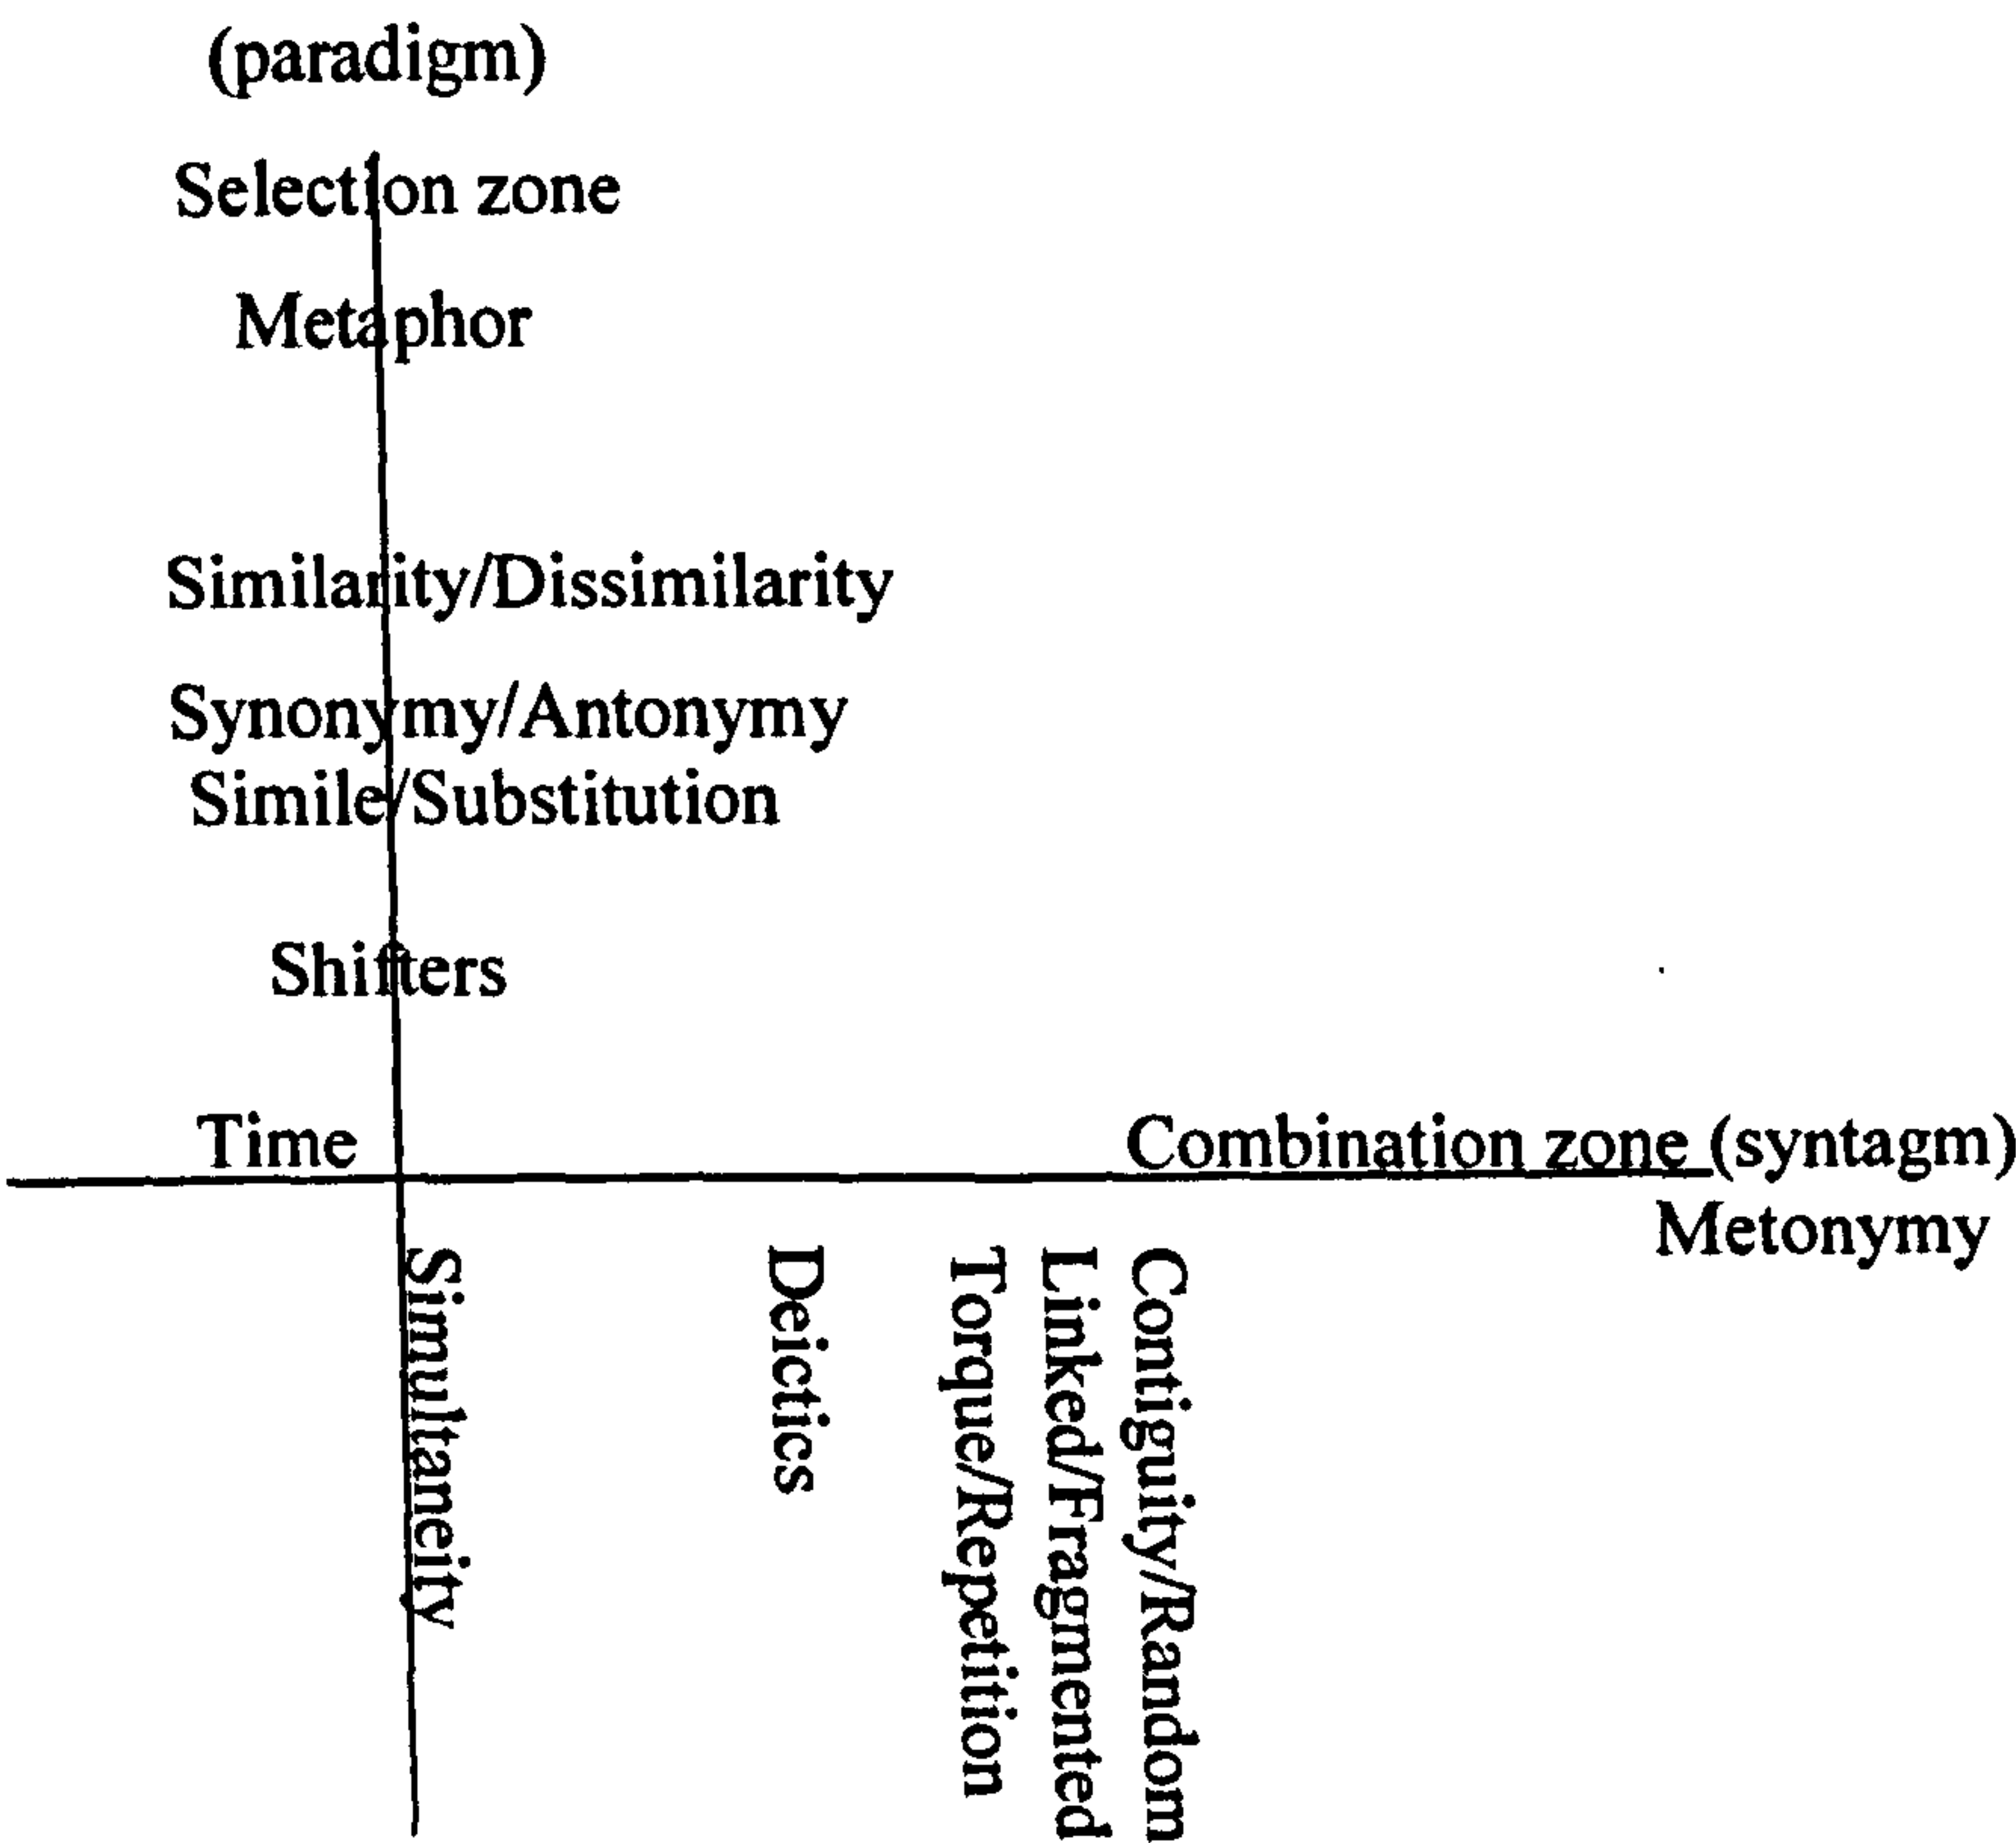 (paradigm)
Selection zone
Metaphor
Similarity/Dissimilarity
Synonymy/Antonymy
Simile/Substitution
Shifters
Time
Combination zone (syntagm)
Metonymy
Simultaneity
Deictics
Torque/Repetition
Linked/Fragmented
Contiguity/Random